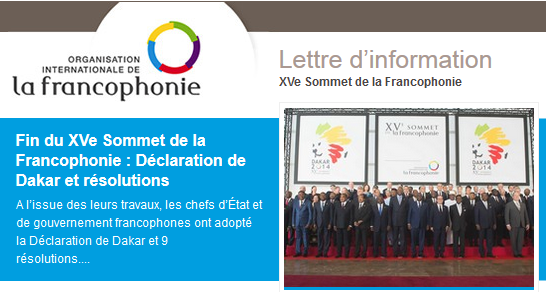 ORGANISATION
INTERNATIONALE DE
la francophonie
Lettre d'information
XVe Sommet de la Francophonie
Fin du XVe Sommet de la
Francophonie : Déclaration de
Dakar et résolutions
A l'issue des leurs travaux, les chefs d'État et
de gouvernement francophones ont adopté
la Déclaration de Dakar et 9
résolutions....
DAKAR
2014
XVe SOMMET
de la francophonie
DAKAR
2014